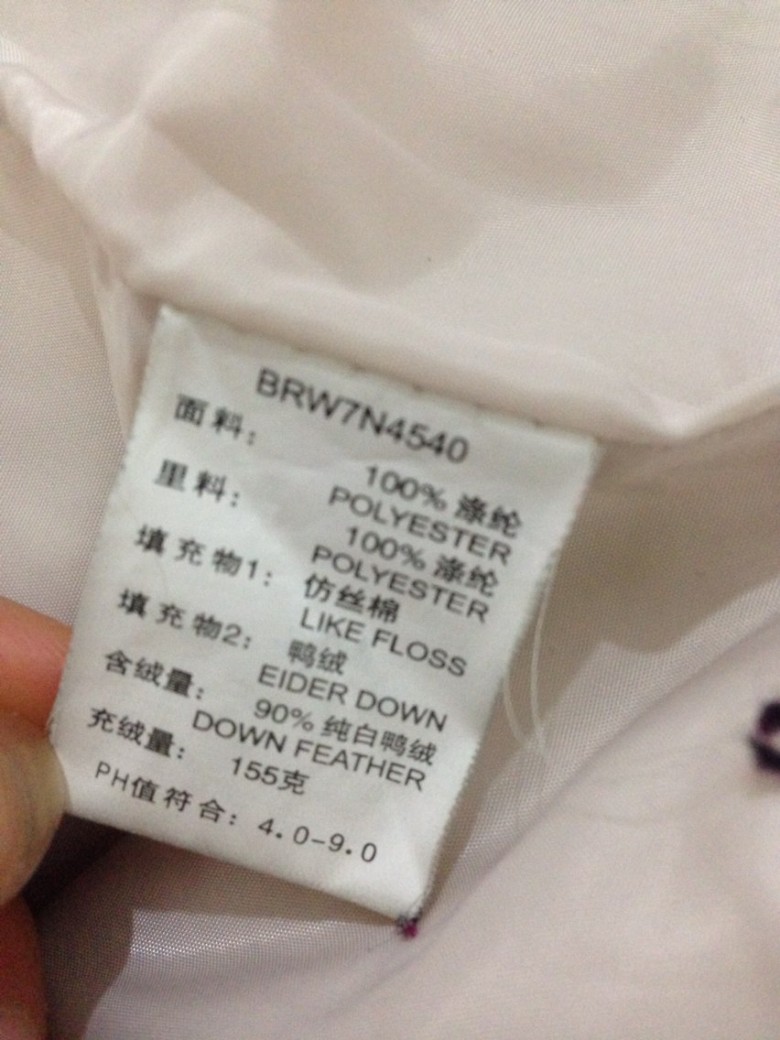 BRW7N4540
面料: 100% 涤纶
POLYESTER
里料: 100% 涤纶
POLYESTER
填充物1: 仿丝棉
LIKE FLOSS
填充物2: 鸭绒
EIDER DOWN
含绒量: 90% 纯白鸭绒
DOWN FEATHER
充绒量: 155克
PH值符合: 4.0-9.0